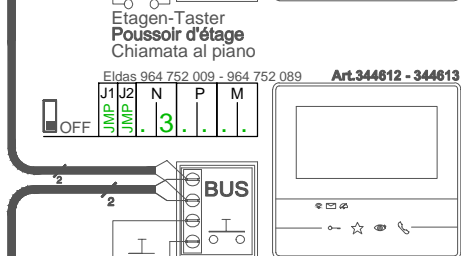 Etagen-Taster
Poussoir d'étage
Chiamata al piano
Eldas 964 752 009 - 964 752 089
Art.344612 - 344613
J1 J2 N P M
OFF JMP JMP . 3 . . . .
2
BUS
2